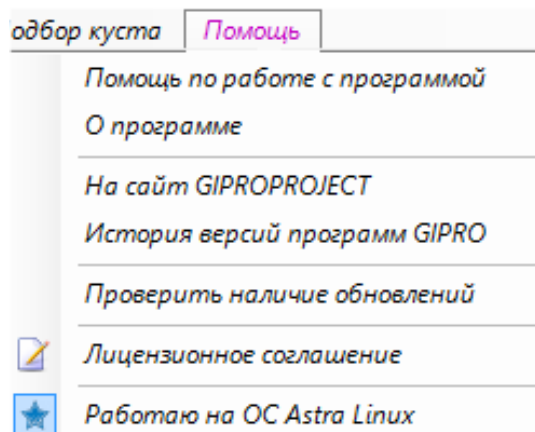 одбор куста Помощь
Помощь по работе с программой
О программе
На сайт GIPROPROJECT
История версий программ GIPRO
Проверить наличие обновлений
Лицензионное соглашение
Работаю на ОС Astra Linux